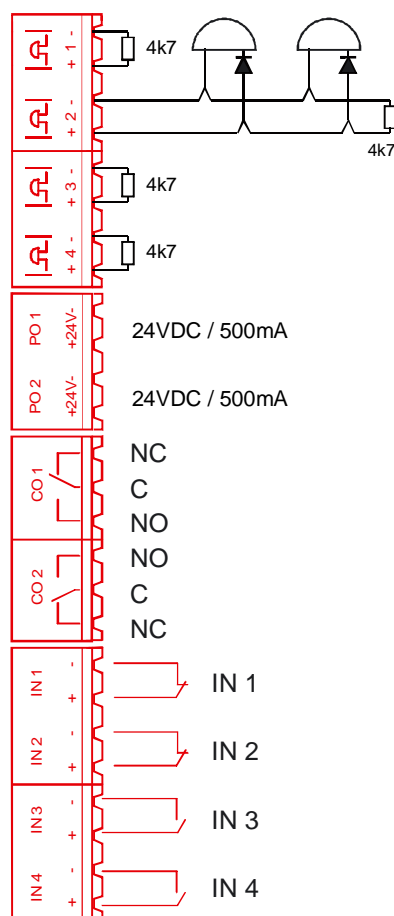 + 1 -
4k7
+ 2 -
4k7
+ 3 -
4k7
+ 4 -
4k7
PO 1
+24V-
24VDC / 500mA
PO 2
+24V-
24VDC / 500mA
CO 1
NC
C
NO
CO 2
NO
C
NC
IN 1
+ -
IN 1
IN 2
+ -
IN 2
IN 3
+ -
IN 3
IN 4
+ -
IN 4